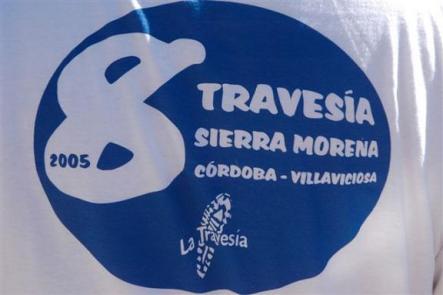 8
2005
TRAVESÍA
SIERRA MORENA
CÓRDOBA - VILLAVICIOSA
La Travesía